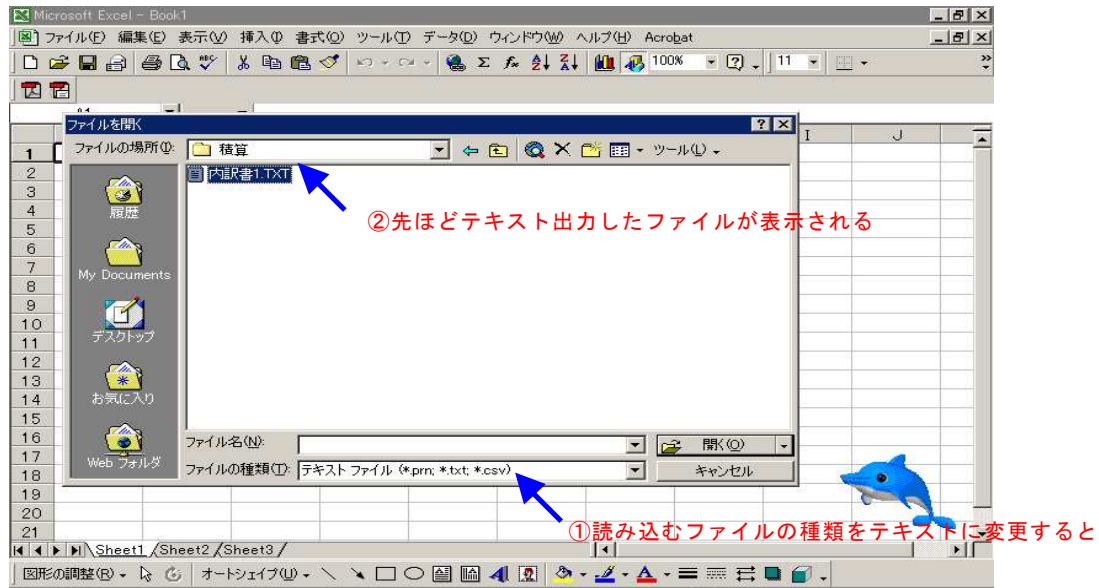 Microsoft Excel - Book1
ファイル(F) 編集(E) 表示(V) 挿入(I) 書式(O) ツール(T) データ(D) ウィンドウ(W) ヘルプ(H) Acrobat
100% 11
ファイルを開く
ファイルの場所(I): 積算 ツール(L)
I J
内訳書1.TXT
履歴
My Documents
デスクトップ
お気に入り
Web フォルダ
②先ほどテキスト出力したファイルが表示される
ファイル名(N): 開く(O)
ファイルの種類(T): テキスト ファイル (*.prn; *.txt; *.csv) キャンセル
①読み込むファイルの種類をテキストに変更すると
1
2
3
4
5
6
7
8
9
10
11
12
13
14
15
16
17
18
19
20
21
Sheet1 Sheet2 Sheet3
図形の調整(R) オートシェイプ(U)